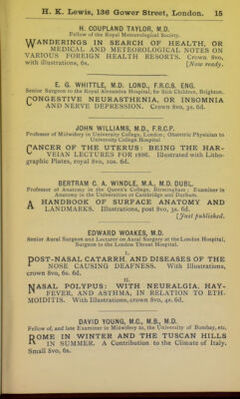 H. K. Lewis, 136 Gower Street, London. 15
H. COUPLAND TAYLOR, M.D.
Fellow of the Royal Meteorological Society.
WANDERINGS IN SEARCH OF HEALTH, OR
MEDICAL AND METEOROLOGICAL NOTES ON
VARIOUS FOREIGN HEALTH RESORTS. Crown 8vo,
with illustrations, 6s. [Now ready.
E. G. WHITTLE, M.D. LOND., F.R.C.S. ENG.
Senior Surgeon to the Royal Alexandra Hospital, for Sick Children, Brighton.
CONGESTIVE NEURASTHENIA, OR INSOMNIA
AND NERVE DEPRESSION. Crown 8vo, 3s. 6d.
JOHN WILLIAMS, M.D., F.R.C.P.
Professor of Midwifery in University College, London; Obstetric Physician to
University College Hospital
CANCER OF THE UTERUS: BEING THE HAR-
VEIAN LECTURES FOR 1886. Illustrated with Litho-
graphic Plates, royal 8vo, 10s. 6d.
BERTRAM C. A. WINDLE, M.A., M.D. DUBL.
Professor of Anatomy in the Queen's College, Birmingham; Examiner in
Anatomy in the Universities of Cambridge and Durham.
A HANDBOOK OF SURFACE ANATOMY AND
LANDMARKS. Illustrations, post 8vo, 3s. 6d.
[Just published.
EDWARD WOAKES, M.D.
Senior Aural Surgeon and Lecturer on Aural Surgery at the London Hospital,
Surgeon to the London Throat Hospital.
I.
POST-NASAL CATARRH, AND DISEASES OF THE
NOSE CAUSING DEAFNESS. With Illustrations,
crown 8vo, 6s. 6d.
II.
NASAL POLYPUS: WITH NEURALGIA, HAY-
FEVER, AND ASTHMA, IN RELATION TO ETH-
MOIDITIS. With Illustrations, crown 8vo, 4s. 6d.
DAVID YOUNG, M.C., M.B., M.D.
Fellow of, and late Examiner in Midwifery to, the University of Bombay, etc.
ROME IN WINTER AND THE TUSCAN HILLS
IN SUMMER. A Contribution to the Climate of Italy.
Small 8vo, 6s.